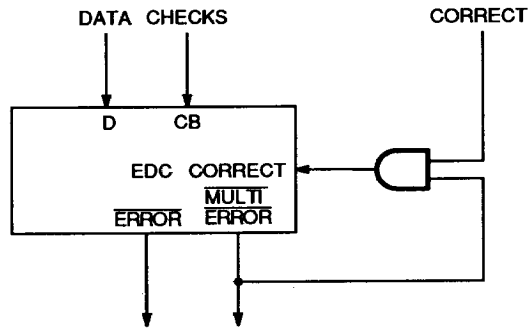 DATA CHECKS
CORRECT
D CB
EDC CORRECT
MULTI
ERROR ERROR